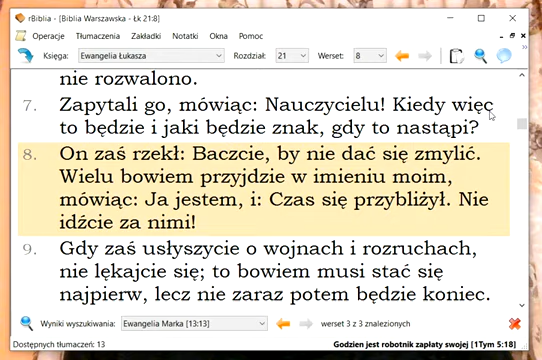 rBiblia - [Biblia Warszawska - Łk 21:8]
Operacje Tłumaczenia Zakładki Notatki Okna Pomoc
Księga: Ewangelia Łukasza Rozdział: 21 Werset: 8
nie rozwalono.
7. Zapytali go, mówiąc: Nauczycielu! Kiedy więc
to będzie i jaki będzie znak, gdy to nastąpi?
8. On zaś rzekł: Baczcie, by nie dać się zmylić.
Wielu bowiem przyjdzie w imieniu moim,
mówiąc: Ja jestem, i: Czas się przybliżył. Nie
idźcie za nimi!
9. Gdy zaś usłyszycie o wojnach i rozruchach,
nie lękajcie się; to bowiem musi stać się
najpierw, lecz nie zaraz potem będzie koniec.
Wyniki wyszukiwania: Ewangelia Marka [13:13] werset 3 z 3 znalezionych
Dostępnych tłumaczeń: 13 Godzien jest robotnik zapłaty swojej [1Tym 5:18]